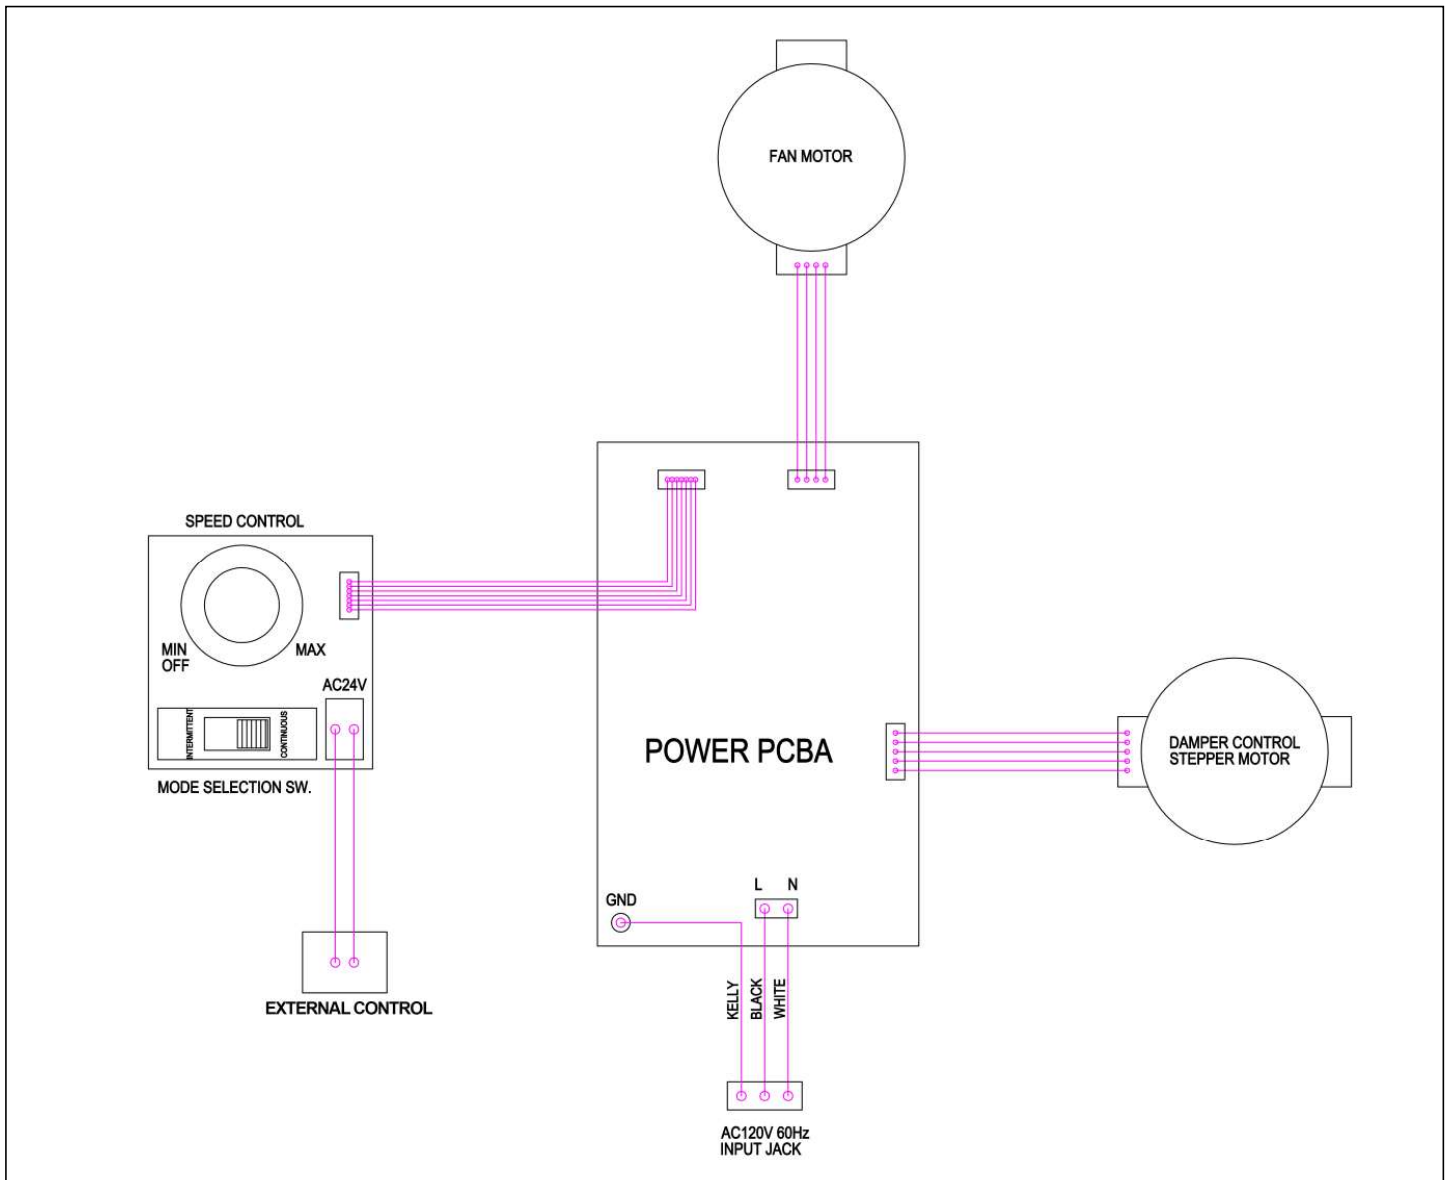 FAN MOTOR
SPEED CONTROL
MIN
OFF
MAX
AC24V
INTERMITTENT
CONTINUOUS
MODE SELECTION SW.
EXTERNAL CONTROL
POWER PCBA
DAMPER CONTROL
STEPPER MOTOR
GND
L N
KELLY
BLACK
WHITE
AC120V 60Hz
INPUT JACK